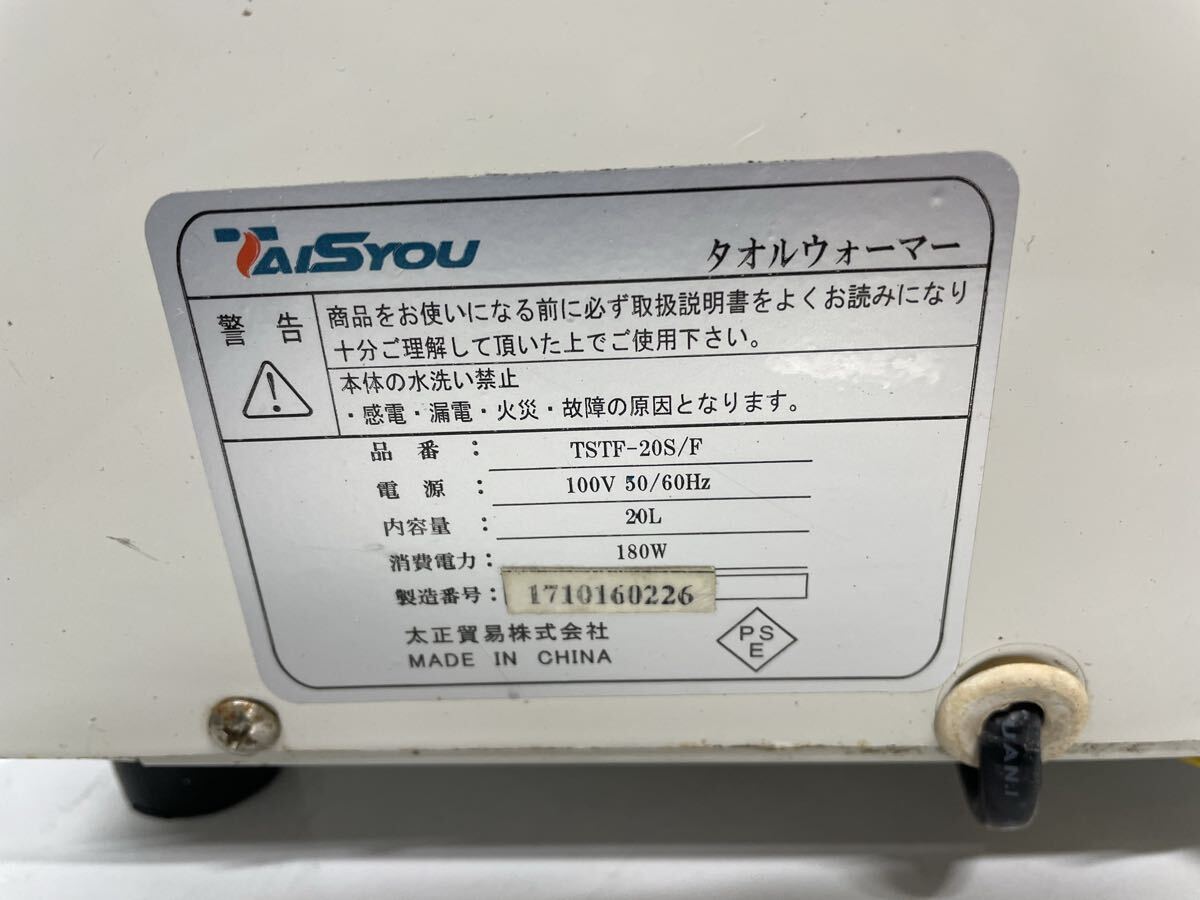 TAISYOU
タオルウォーマー
警告
商品をお使いになる前に必ず取扱説明書をよくお読みになり
十分ご理解して頂いた上でご使用下さい。
本体の水洗い禁止
・感電・漏電・火災・故障の原因となります。
品番： TSTF-20S/F
電源： 100V 50/60Hz
内容量： 20L
消費電力： 180W
製造番号： 1710160226
太正貿易株式会社
MADE IN CHINA
PS
E